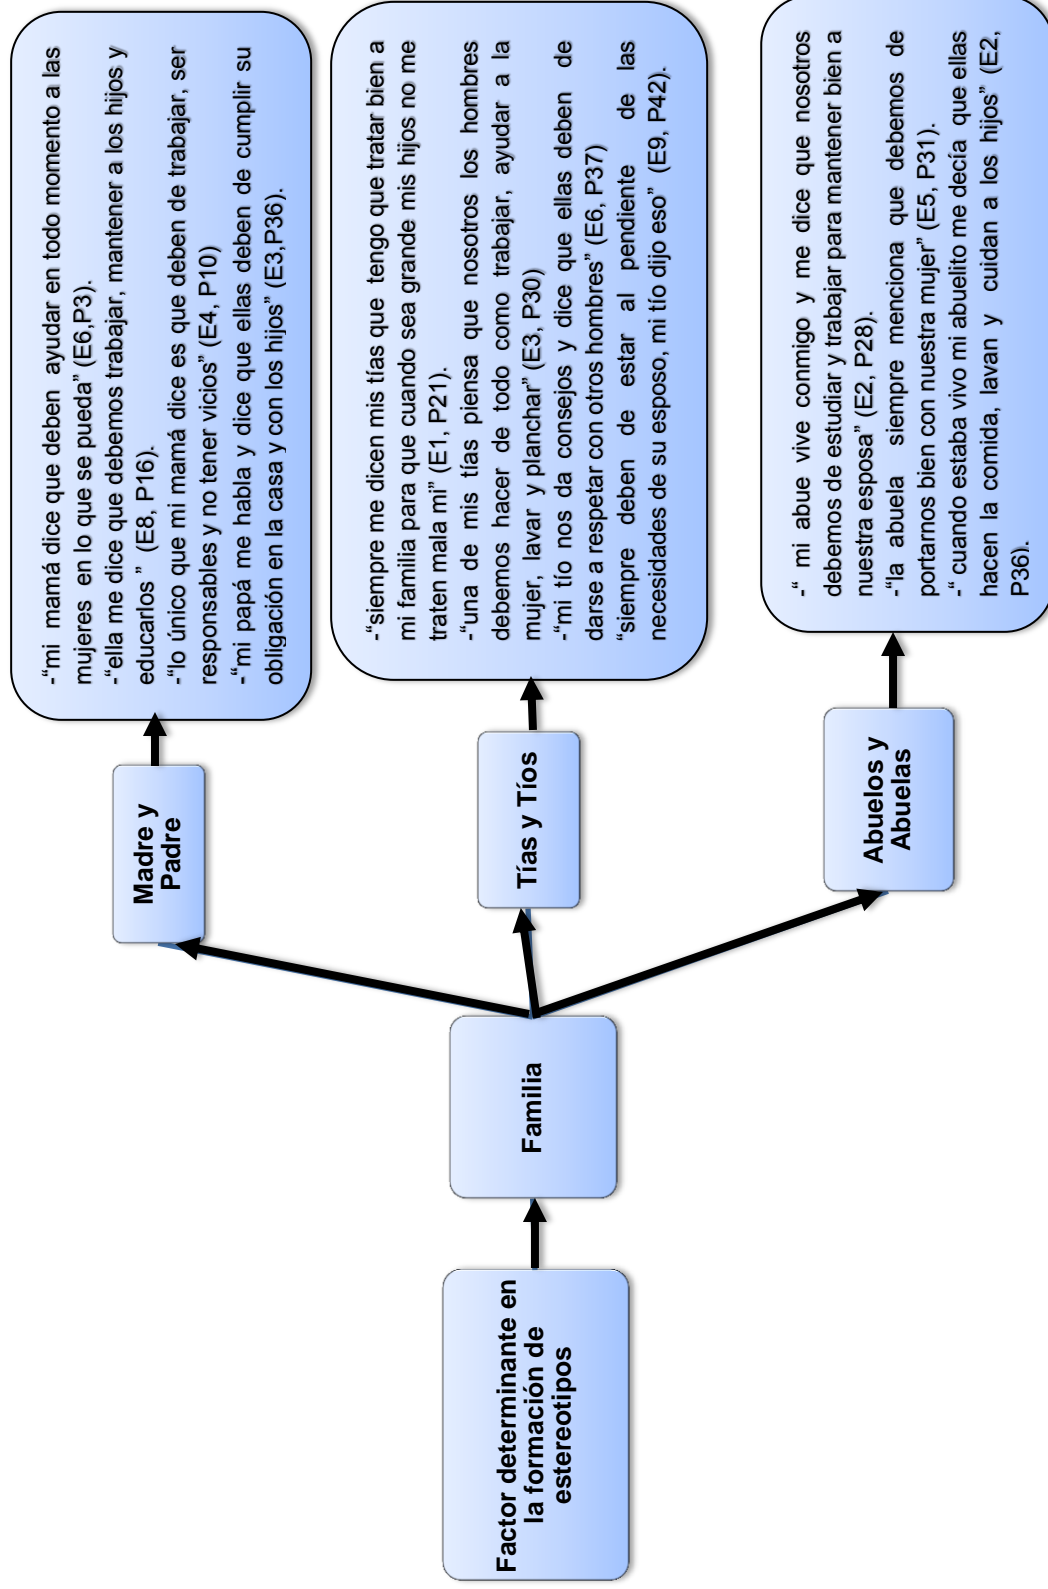 Factor determinante en
la formación de
estereotipos
Familia
Madre y
Padre
-“mi mamá dice que deben ayudar en todo momento a las
mujeres en lo que se pueda” (E6,P3).
-“ella me dice que debemos trabajar, mantener a los hijos y
educarlos ” (E8, P16).
-“lo único que mi mamá dice es que deben de trabajar, ser
responsables y no tener vicios” (E4, P10)
-“mi papá me habla y dice que ellas deben de cumplir su
obligación en la casa y con los hijos” (E3,P36).
Tías y Tíos
-“siempre me dicen mis tías que tengo que tratar bien a
mi familia para que cuando sea grande mis hijos no me
traten mala mi” (E1, P21).
-“una de mis tías piensa que nosotros los hombres
debemos hacer de todo como trabajar, ayudar a la
mujer, lavar y planchar” (E3, P30)
-“mi tío nos da consejos y dice que ellas deben de
darse a respetar con otros hombres” (E6, P37)
“siempre deben de estar al pendiente de las
necesidades de su esposo, mi tío dijo eso” (E9, P42).
Abuelos y
Abuelas
-“ mi abue vive conmigo y me dice que nosotros
debemos de estudiar y trabajar para mantener bien a
nuestra esposa” (E2, P28).
-“la abuela siempre menciona que debemos de
portarnos bien con nuestra mujer” (E5, P31).
-“ cuando estaba vivo mi abuelito me decía que ellas
hacen la comida, lavan y cuidan a los hijos” (E2,
P36).